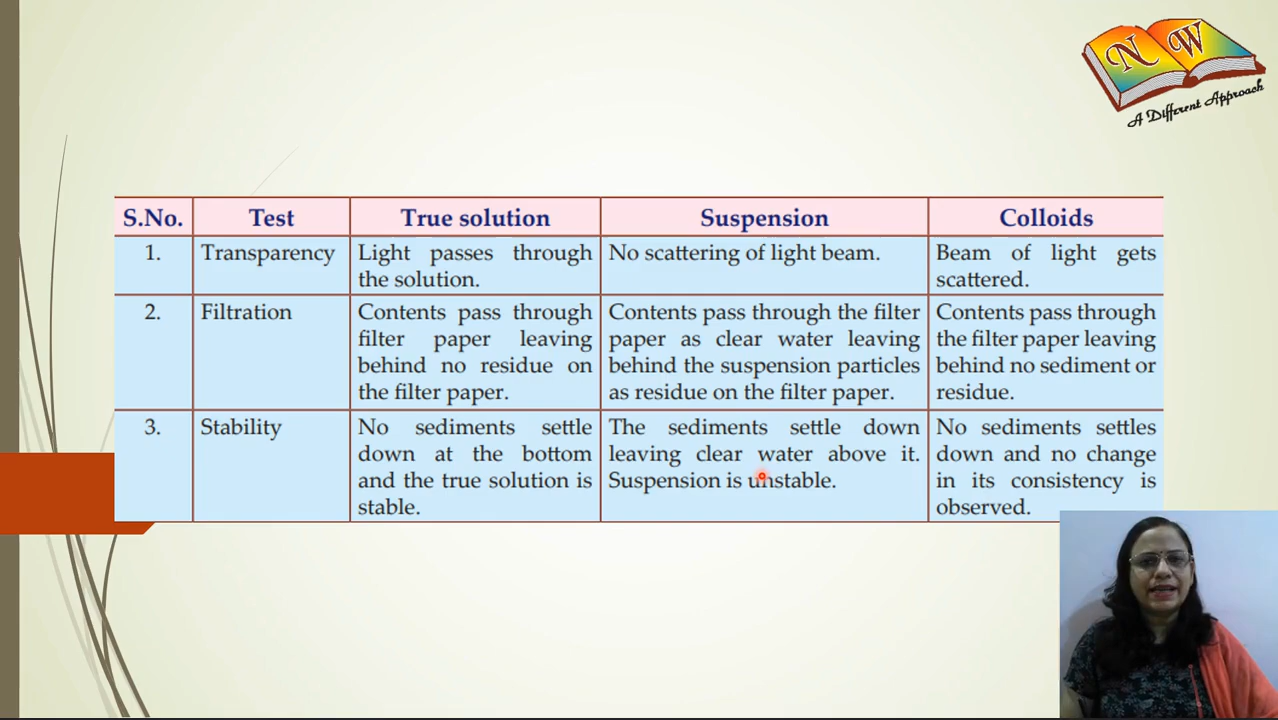 N W
A Different Approach
S.No. Test True solution Suspension Colloids
1. Transparency Light passes through the solution. No scattering of light beam. Beam of light gets scattered.
2. Filtration Contents pass through filter paper leaving behind no residue on the filter paper. Contents pass through the filter paper as clear water leaving behind the suspension particles as residue on the filter paper. Contents pass through the filter paper leaving behind no sediment or residue.
3. Stability No sediments settle down at the bottom and the true solution is stable. The sediments settle down leaving clear water above it. Suspension is unstable. No sediments settles down and no change in its consistency is observed.